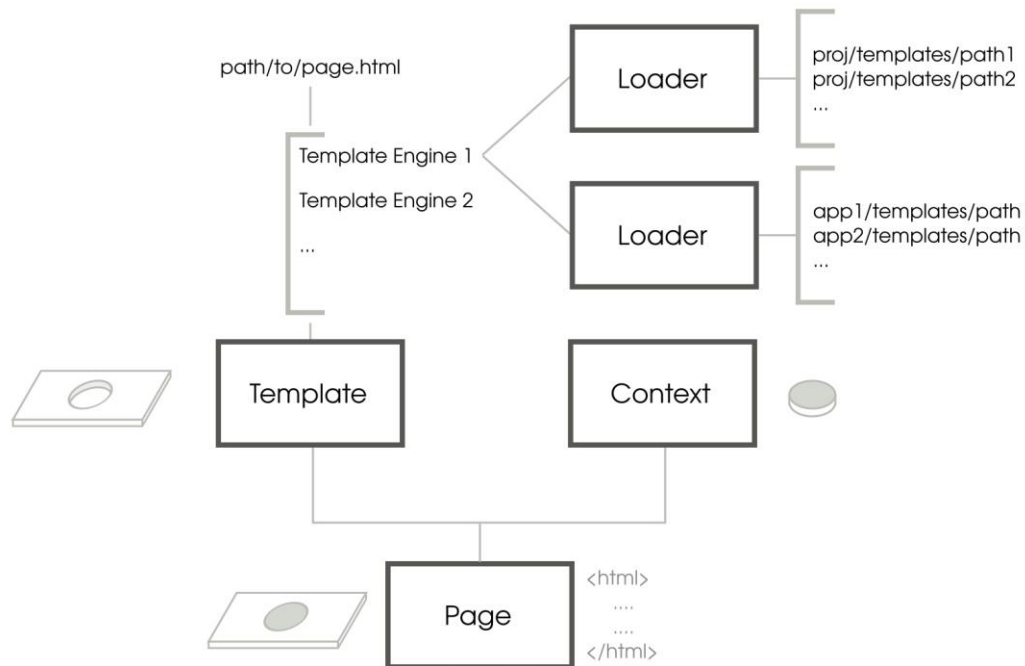 path/to/page.html
Template Engine 1
Template Engine 2
...
Loader
proj/templates/path1
proj/templates/path2
...
Loader
app1/templates/path
app2/templates/path
...
Template
Context
Page
<html>
....
....
</html>